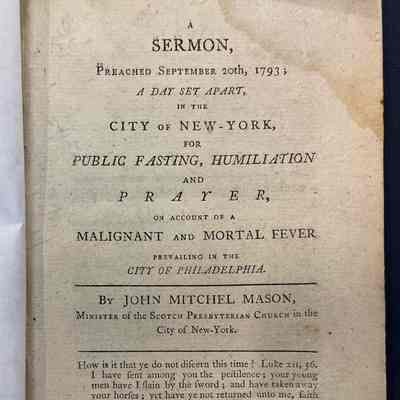 A
SERMON,
PREACHED SEPTEMBER 20th, 1793;
A DAY SET APART,
IN THE
CITY OF NEW-YORK,
FOR
PUBLIC FASTING, HUMILIATION
AND
PRAYER,
ON ACCOUNT OF A
MALIGNANT AND MORTAL FEVER
PREVAILING IN THE
CITY OF PHILADELPHIA.
BY JOHN MITCHEL MASON,
MINISTER of the SCOTCH PRESBYTERIAN CHURCH in the
City of New-York.
How is it that ye do not discern this time? Luke xii, 56.
I have sent among you the pestilence; your young
men have I slain by the sword; and have taken away
your horses; yet have ye not returned unto me, saith